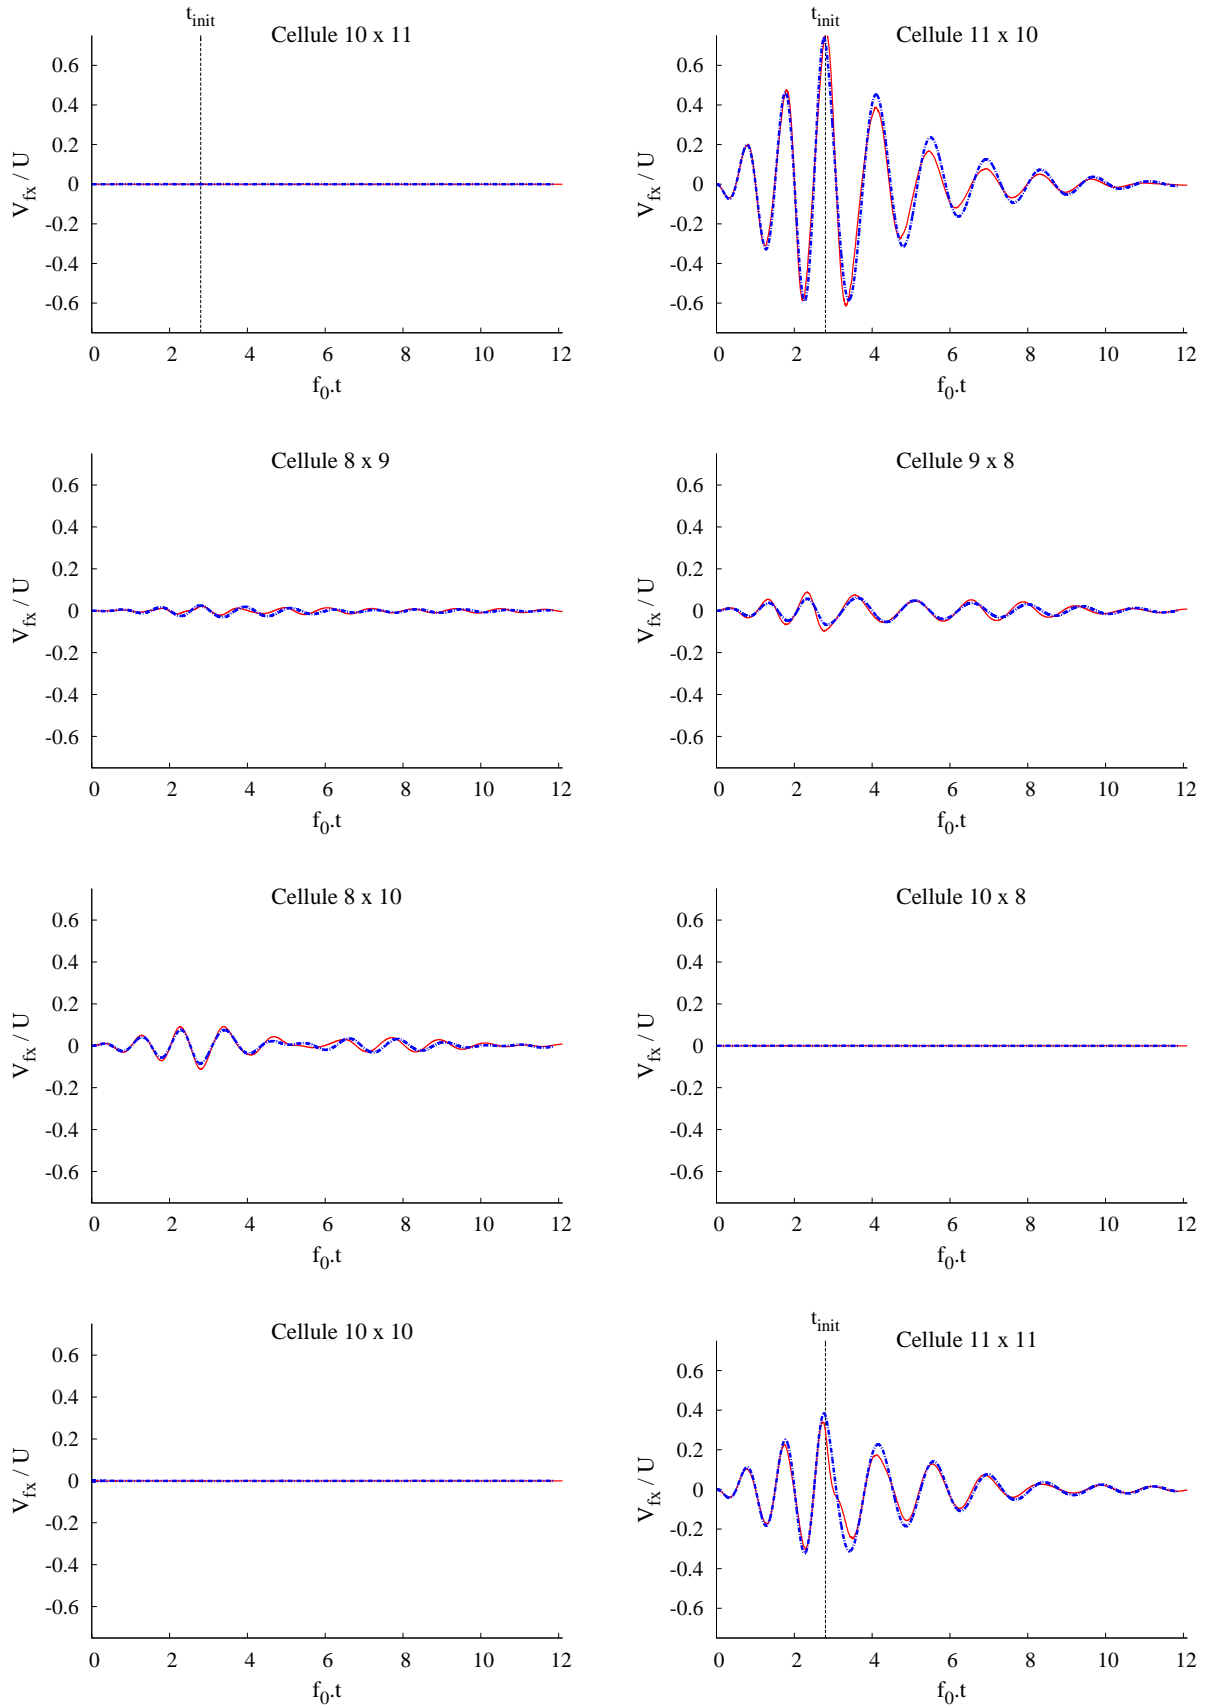 t_init
Cellule 10 x 11
0.6
0.4
0.2
0
-0.2
-0.4
-0.6
V_fx / U
0 2 4 6 8 10 12
f_0.t
t_init
Cellule 11 x 10
0.6
0.4
0.2
0
-0.2
-0.4
-0.6
V_fx / U
0 2 4 6 8 10 12
f_0.t
Cellule 8 x 9
0.6
0.4
0.2
0
-0.2
-0.4
-0.6
V_fx / U
0 2 4 6 8 10 12
f_0.t
Cellule 9 x 8
0.6
0.4
0.2
0
-0.2
-0.4
-0.6
V_fx / U
0 2 4 6 8 10 12
f_0.t
Cellule 8 x 10
0.6
0.4
0.2
0
-0.2
-0.4
-0.6
V_fx / U
0 2 4 6 8 10 12
f_0.t
Cellule 10 x 8
0.6
0.4
0.2
0
-0.2
-0.4
-0.6
V_fx / U
0 2 4 6 8 10 12
f_0.t
Cellule 10 x 10
0.6
0.4
0.2
0
-0.2
-0.4
-0.6
V_fx / U
0 2 4 6 8 10 12
f_0.t
t_init
Cellule 11 x 11
0.6
0.4
0.2
0
-0.2
-0.4
-0.6
V_fx / U
0 2 4 6 8 10 12
f_0.t